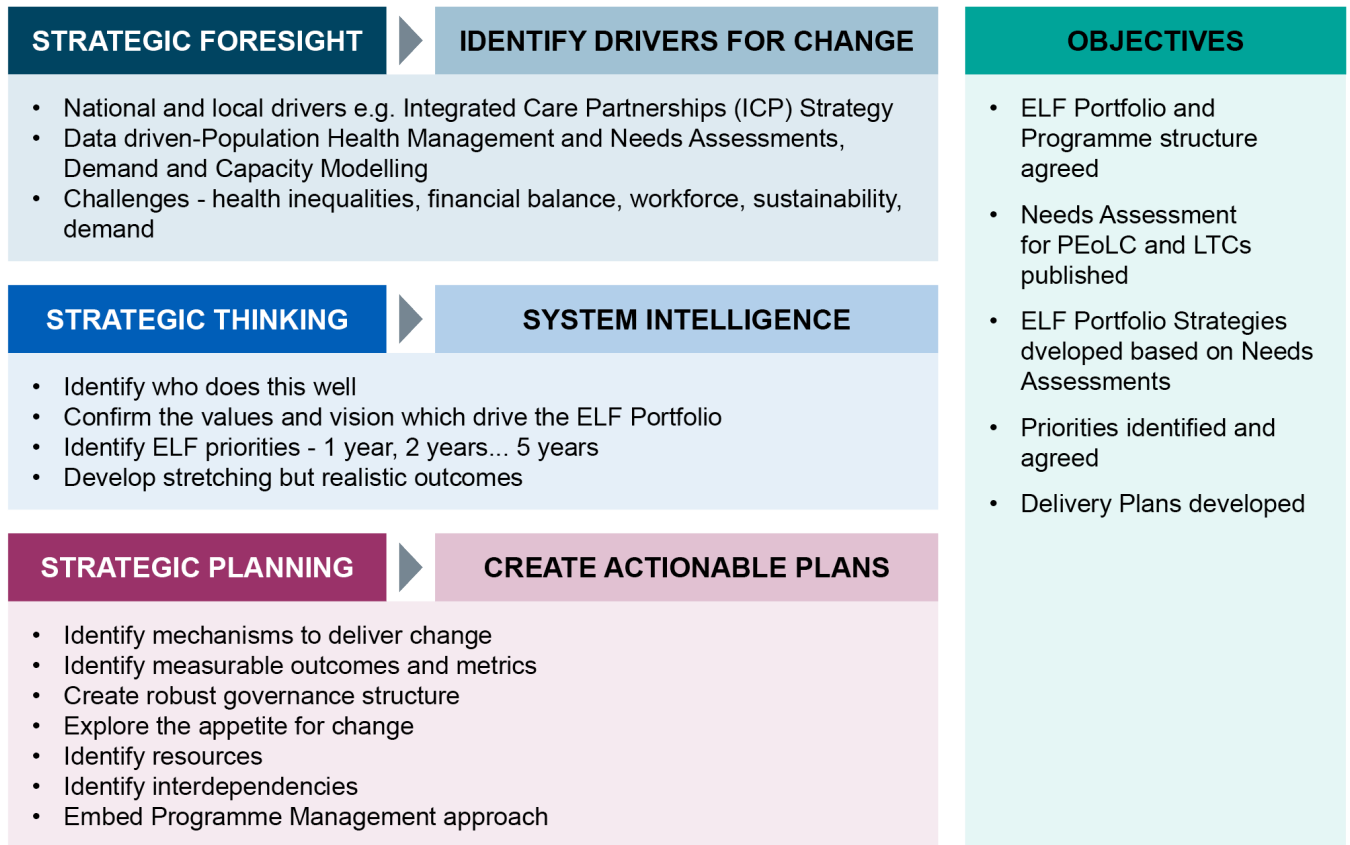 STRATEGIC FORESIGHT
IDENTIFY DRIVERS FOR CHANGE
• National and local drivers e.g. Integrated Care Partnerships (ICP) Strategy
• Data driven-Population Health Management and Needs Assessments,
Demand and Capacity Modelling
• Challenges - health inequalities, financial balance, workforce, sustainability,
demand
STRATEGIC THINKING
SYSTEM INTELLIGENCE
• Identify who does this well
• Confirm the values and vision which drive the ELF Portfolio
• Identify ELF priorities - 1 year, 2 years... 5 years
• Develop stretching but realistic outcomes
STRATEGIC PLANNING
CREATE ACTIONABLE PLANS
• Identify mechanisms to deliver change
• Identify measurable outcomes and metrics
• Create robust governance structure
• Explore the appetite for change
• Identify resources
• Identify interdependencies
• Embed Programme Management approach
OBJECTIVES
• ELF Portfolio and
Programme structure
agreed
• Needs Assessment
for PEoLC and LTCs
published
• ELF Portfolio Strategies
dveloped based on Needs
Assessments
• Priorities identified and
agreed
• Delivery Plans developed